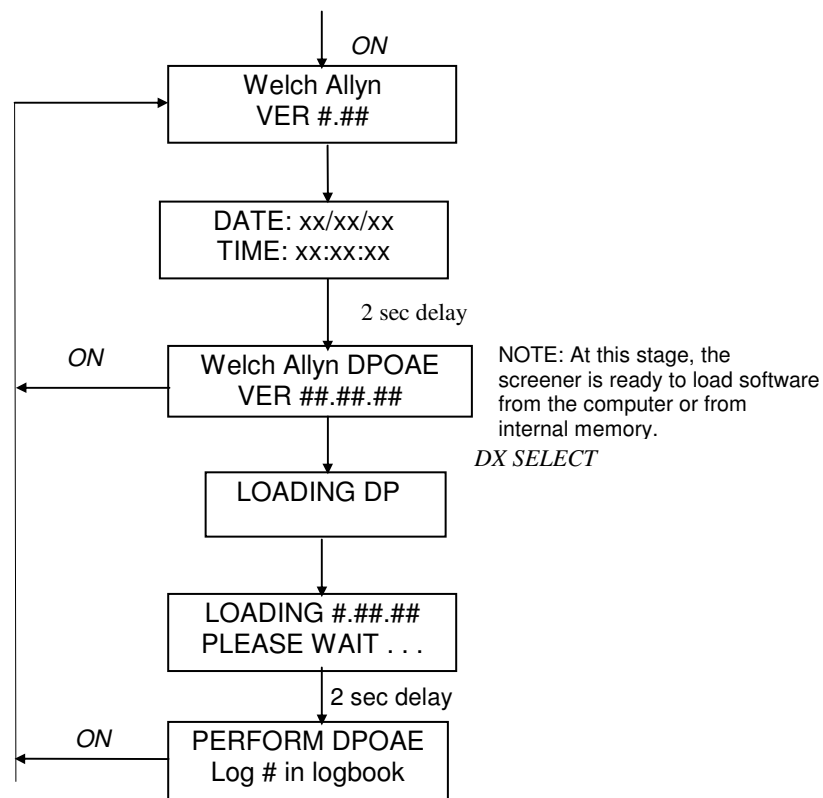 ON
Welch Allyn
VER #.##
DATE: xx/xx/xx
TIME: xx:xx:xx
2 sec delay
ON
Welch Allyn DPOAE
VER ##.##.##
NOTE: At this stage, the
screener is ready to load software
from the computer or from
internal memory.
DX SELECT
LOADING DP
LOADING #.##.##
PLEASE WAIT . . .
2 sec delay
ON
PERFORM DPOAE
Log # in logbook